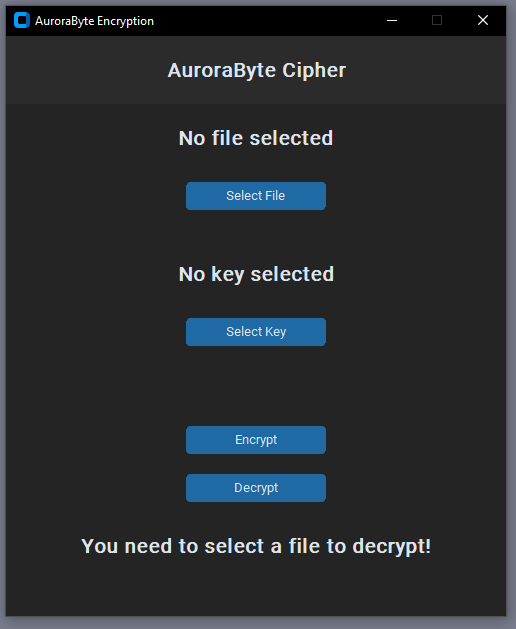 AuroraByte Encryption
AuroraByte Cipher
No file selected
Select File
No key selected
Select Key
Encrypt
Decrypt
You need to select a file to decrypt!